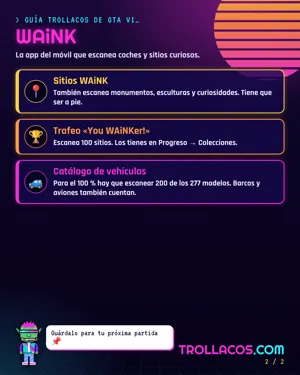 > GUÍA TROLLACOS DE GTA VI…
WAiNK
La app del móvil que escanea coches y sitios curiosos.
Sitios WAiNK
También escanea monumentos, esculturas y curiosidades. Tiene que
ser a pie.
Trofeo «You WAiNKer!»
Escanea 100 sitios. Los tienes en Progreso → Colecciones.
Catálogo de vehículos
Para el 100 % hay que escanear 200 de los 277 modelos. Barcos y
aviones también cuentan.
Guárdalo para tu próxima partida
TROLLACOS.COM
2 / 2